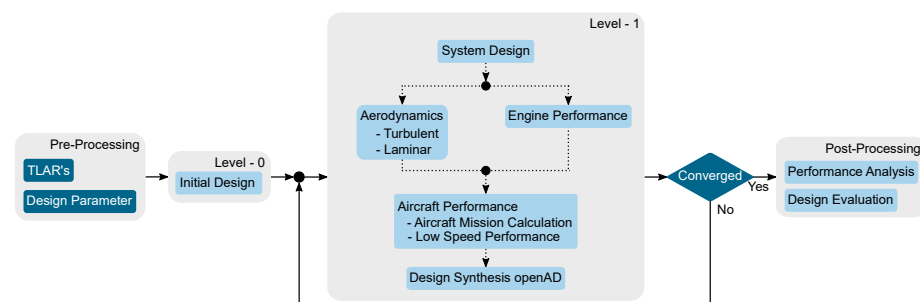 Pre-Processing
TLAR's
Design Parameter
Level - 0
Initial Design
Level - 1
System Design
Aerodynamics
- Turbulent
- Laminar
Engine Performance
Aircraft Performance
- Aircraft Mission Calculation
- Low Speed Performance
Design Synthesis openAD
Converged
Yes
No
Post-Processing
Performance Analysis
Design Evaluation